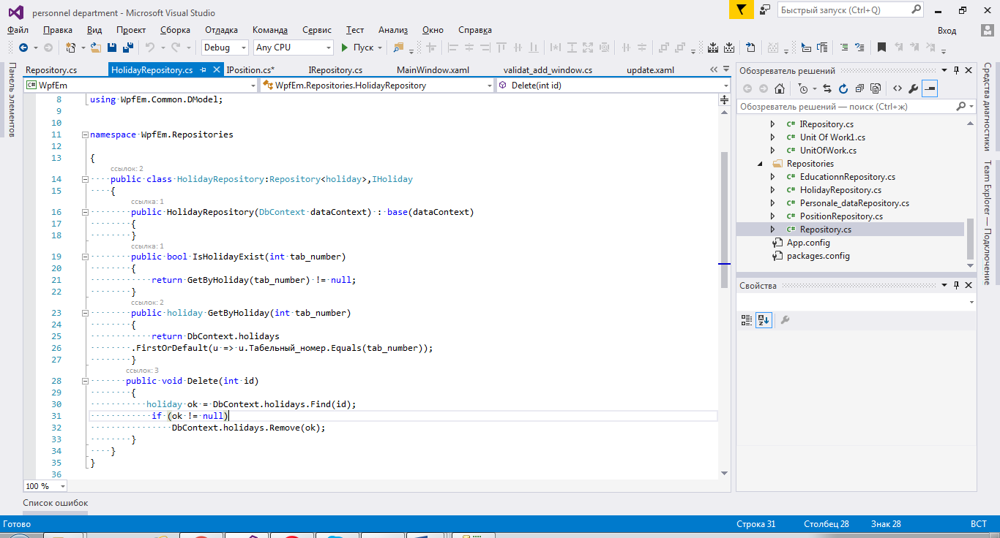 personnel department - Microsoft Visual Studio
Быстрый запуск (Ctrl+Q)
Файл Правка Вид Проект Сборка Отладка Команда Сервис Тест Анализ Окно Справка
Вход
Debug Any CPU Пуск
Панель элементов
Repository.cs HolidayRepository.cs IPosition.cs* IRepository.cs MainWindow.xaml validat_add_window.cs update.xaml
WpfEm WpfEm.Repositories.HolidayRepository Delete(int id)
8 using WpfEm.Common.DModel;
9
10
11 namespace WpfEm.Repositories
12
13 {
ссылок: 2
14 public class HolidayRepository:Repository<holiday>,IHoliday
15 {
ссылка: 1
16 public HolidayRepository(DbContext dataContext) : base(dataContext)
17 {
18 }
ссылка: 1
19 public bool IsHolidayExist(int tab_number)
20 {
21 return GetByHoliday(tab_number) != null;
22 }
ссылок: 2
23 public holiday GetByHoliday(int tab_number)
24 {
25 return DbContext.holidays
26 .FirstOrDefault(u => u.Табельный_номер.Equals(tab_number));
27 }
ссылок: 3
28 public void Delete(int id)
29 {
30 holiday ok = DbContext.holidays.Find(id);
31 if (ok != null)
32 DbContext.holidays.Remove(ok);
33 }
34 }
35 }
36
100 %
Обозреватель решений
Обозреватель решений — поиск (Ctrl+ж)
C# IRepository.cs
C# Unit Of Work1.cs
C# UnitOfWork.cs
Repositories
C# EducationnRepository.cs
C# HolidayRepository.cs
C# Personale_dataRepository.cs
C# PositionRepository.cs
C# Repository.cs
App.config
packages.config
Свойства
Средства диагностики
Team Explorer — Подключение
Список ошибок
Готово Строка 31 Столбец 28 Знак 28 ВСТ